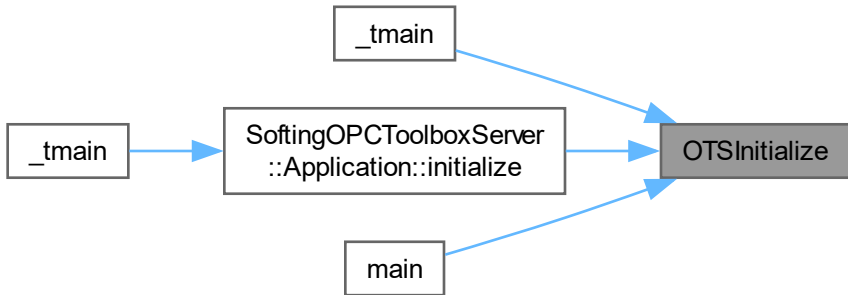 _tmain
_tmain
SoftingOPCToolboxServer
::Application::initialize
OTSInitialize
main